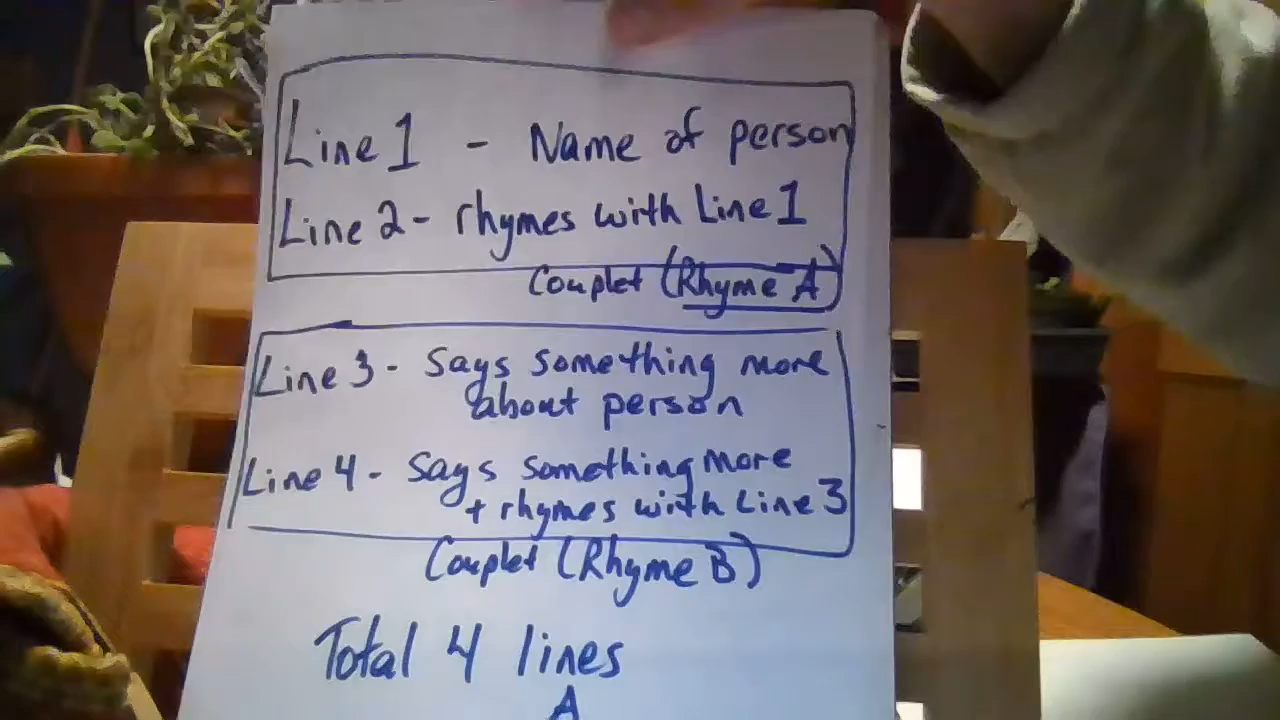 Line 1 - Name of person
Line 2 - rhymes with Line 1
Couplet (Rhyme A)
Line 3 - Says something more
about person
Line 4 - Says something more
+ rhymes with Line 3
Couplet (Rhyme B)
Total 4 lines
A